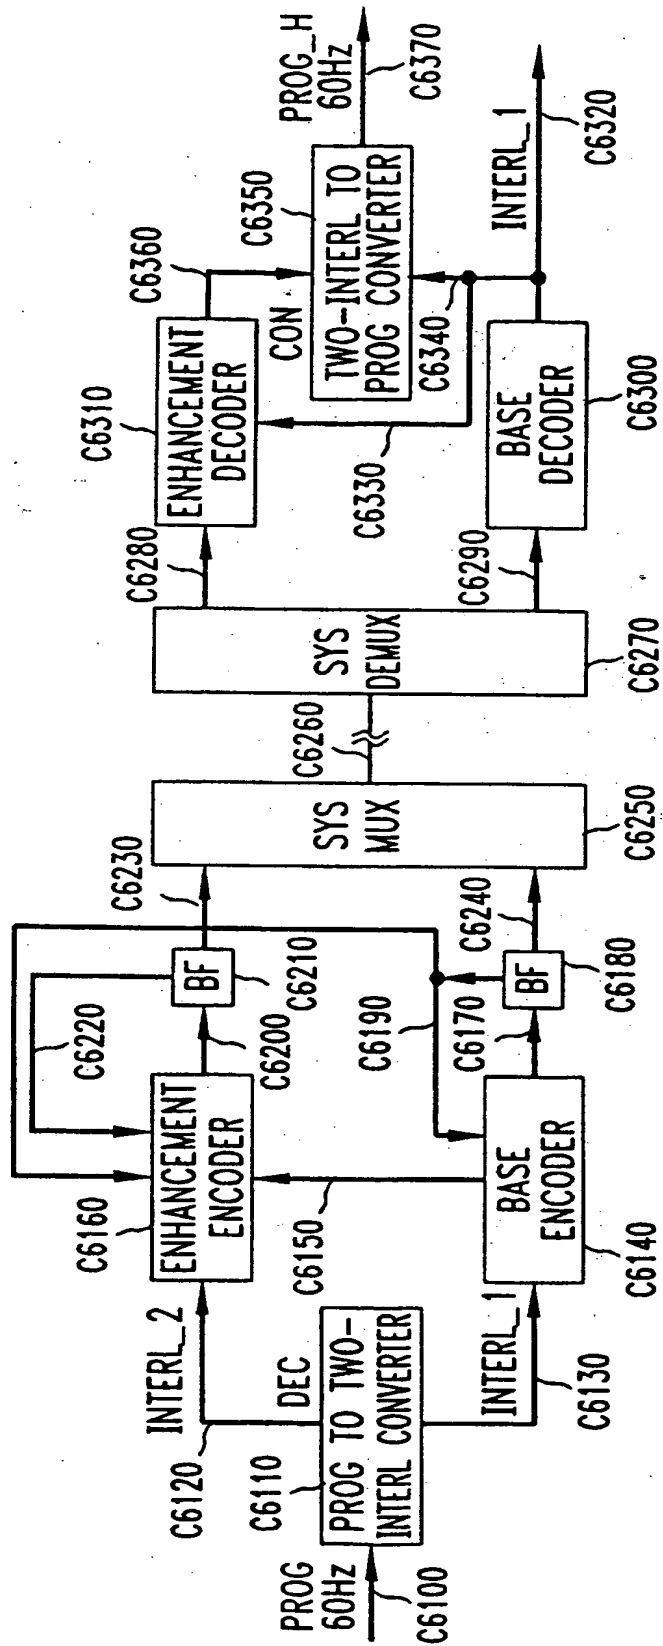 PROG
60Hz
C6100
C6110
PROG TO TWO-
INTERL CONVERTER
DEC
C6120
INTERL_2
INTERL_1
C6130
C6160
ENHANCEMENT
ENCODER
C6150
BASE
ENCODER
C6140
C6220
C6200
BF
C6210
C6190
C6170
BF
C6180
C6230
C6240
SYS
MUX
C6250
C6260
SYS
DEMUX
C6270
C6280
C6290
C6310
ENHANCEMENT
DECODER
C6330
BASE
DECODER
C6300
C6360
CON
C6340
C6350
TWO-INTERL TO
PROG CONVERTER
PROG_H
60Hz
C6370
INTERL_1
C6320